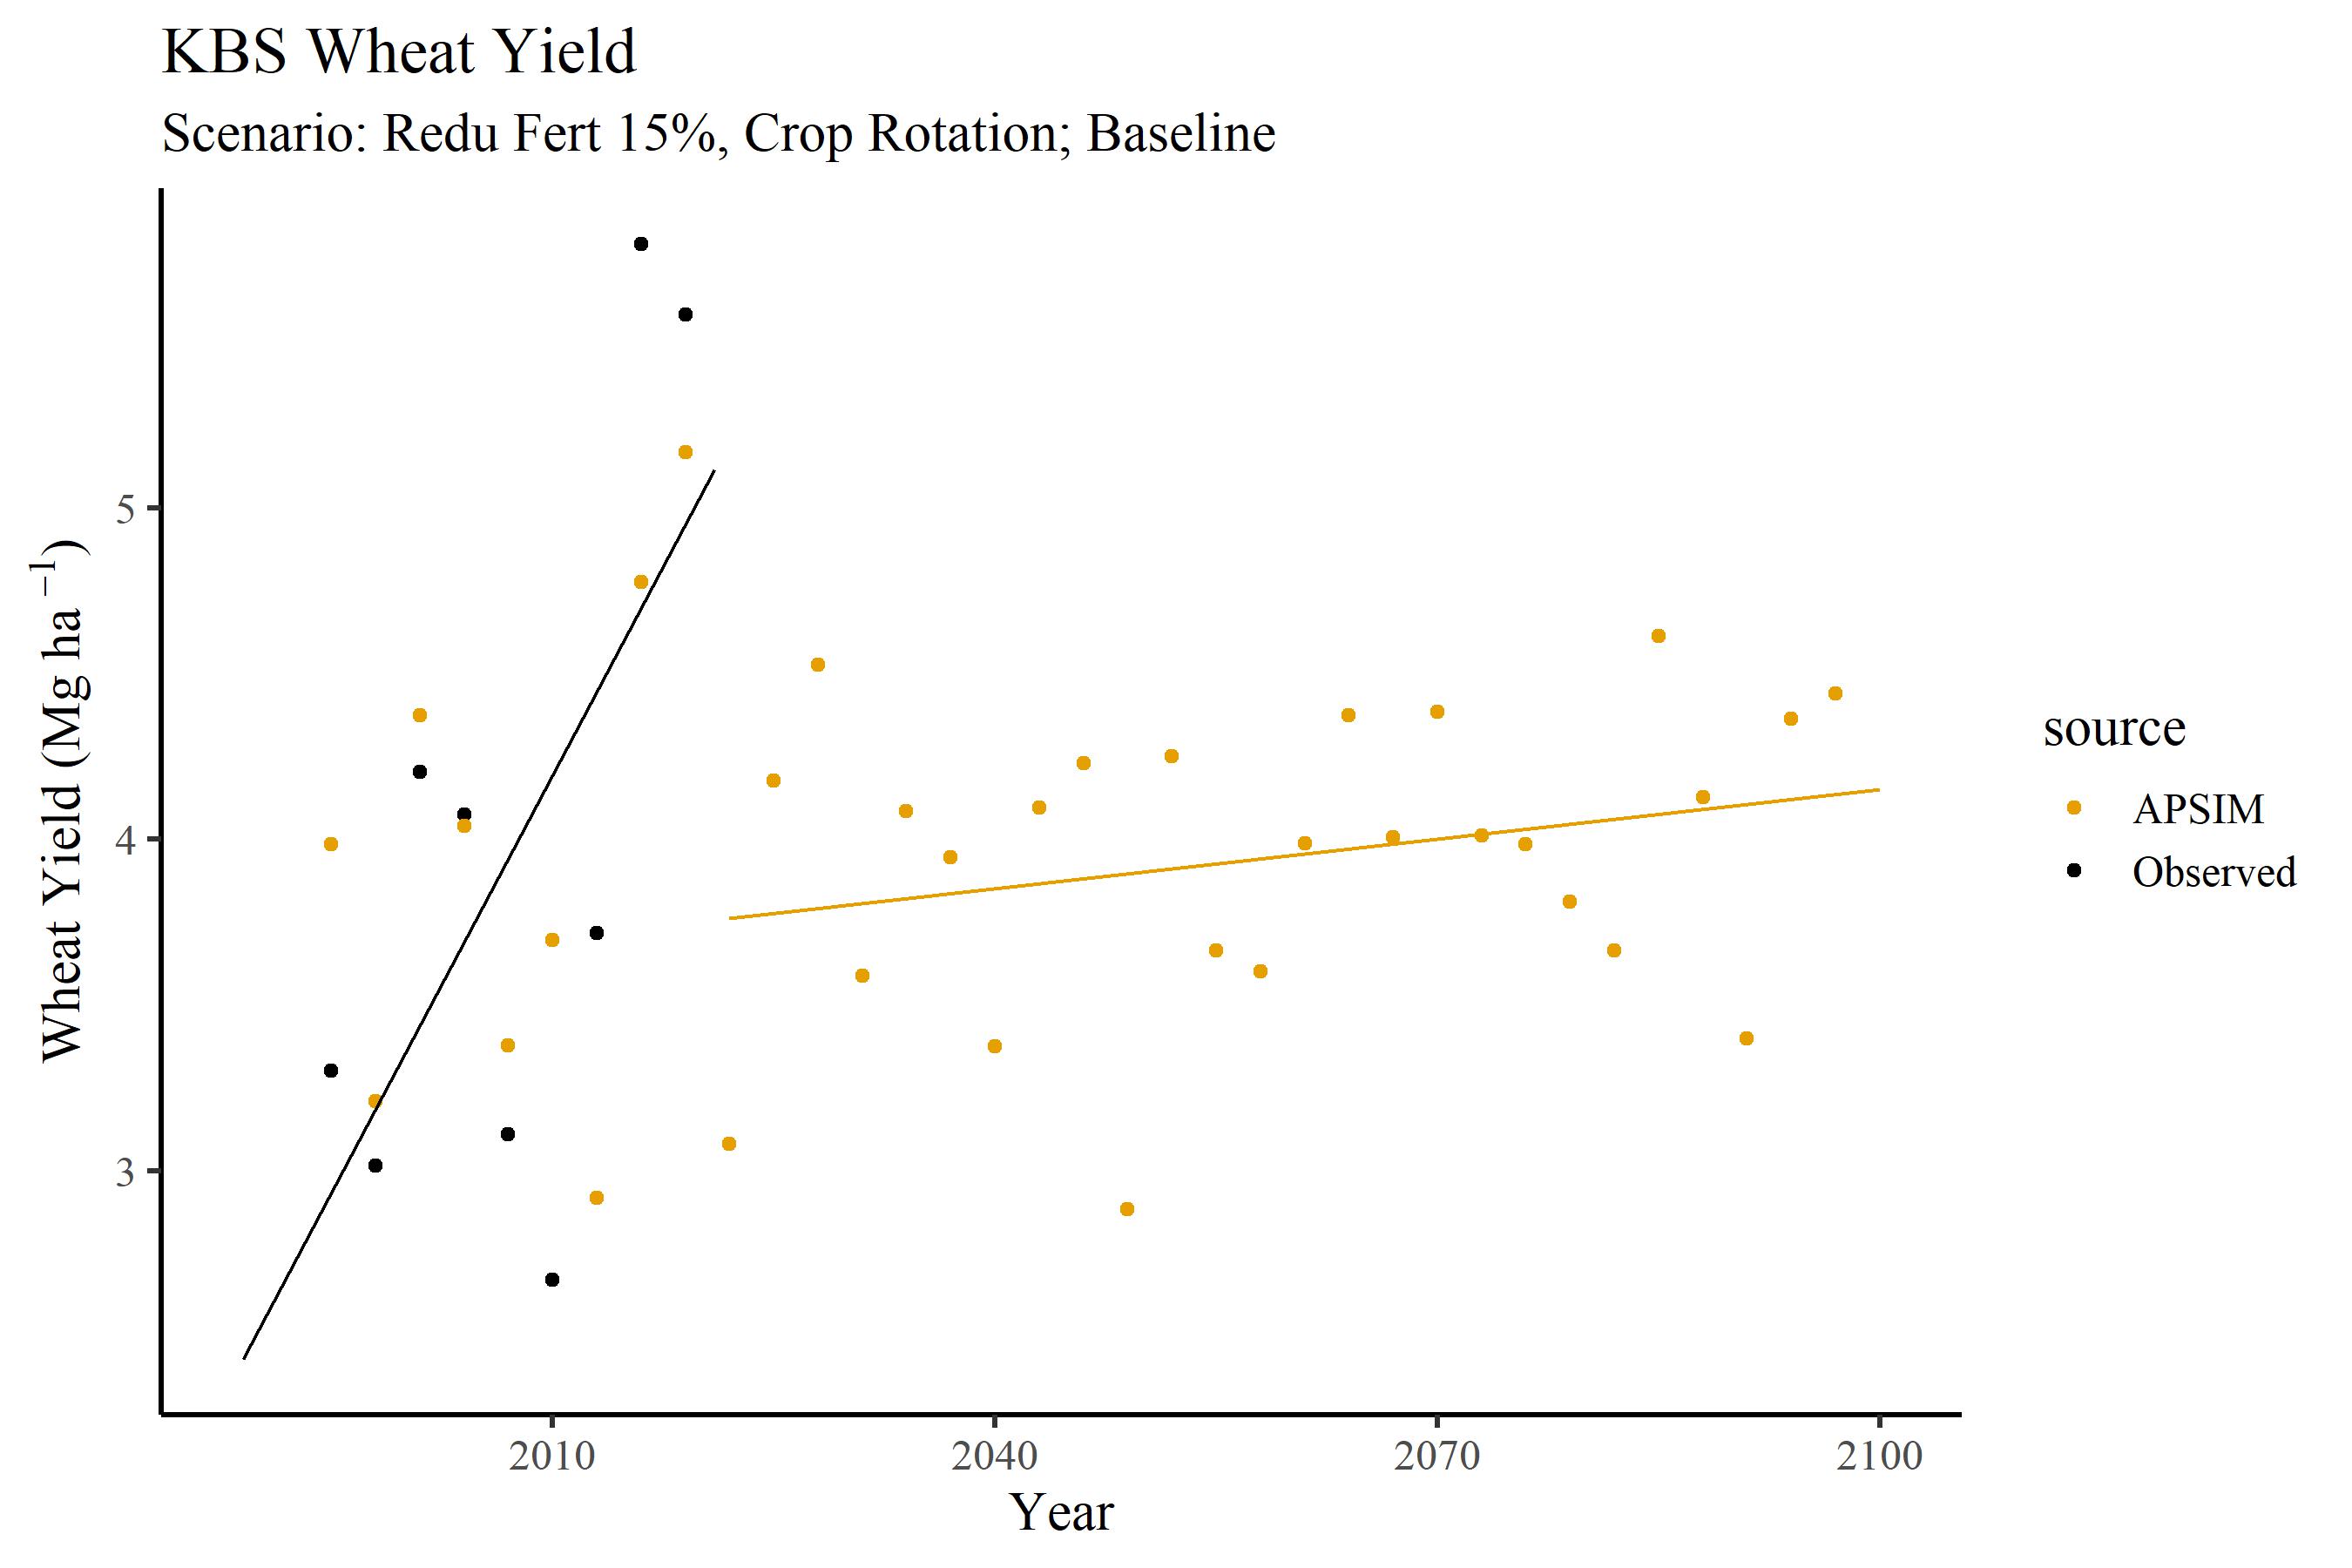 KBS Wheat Yield
Scenario: Redu Fert 15%, Crop Rotation; Baseline
Wheat Yield (Mg ha −1)
5
4
3
2010
2040
2070
2100
Year
source
APSIM
Observed